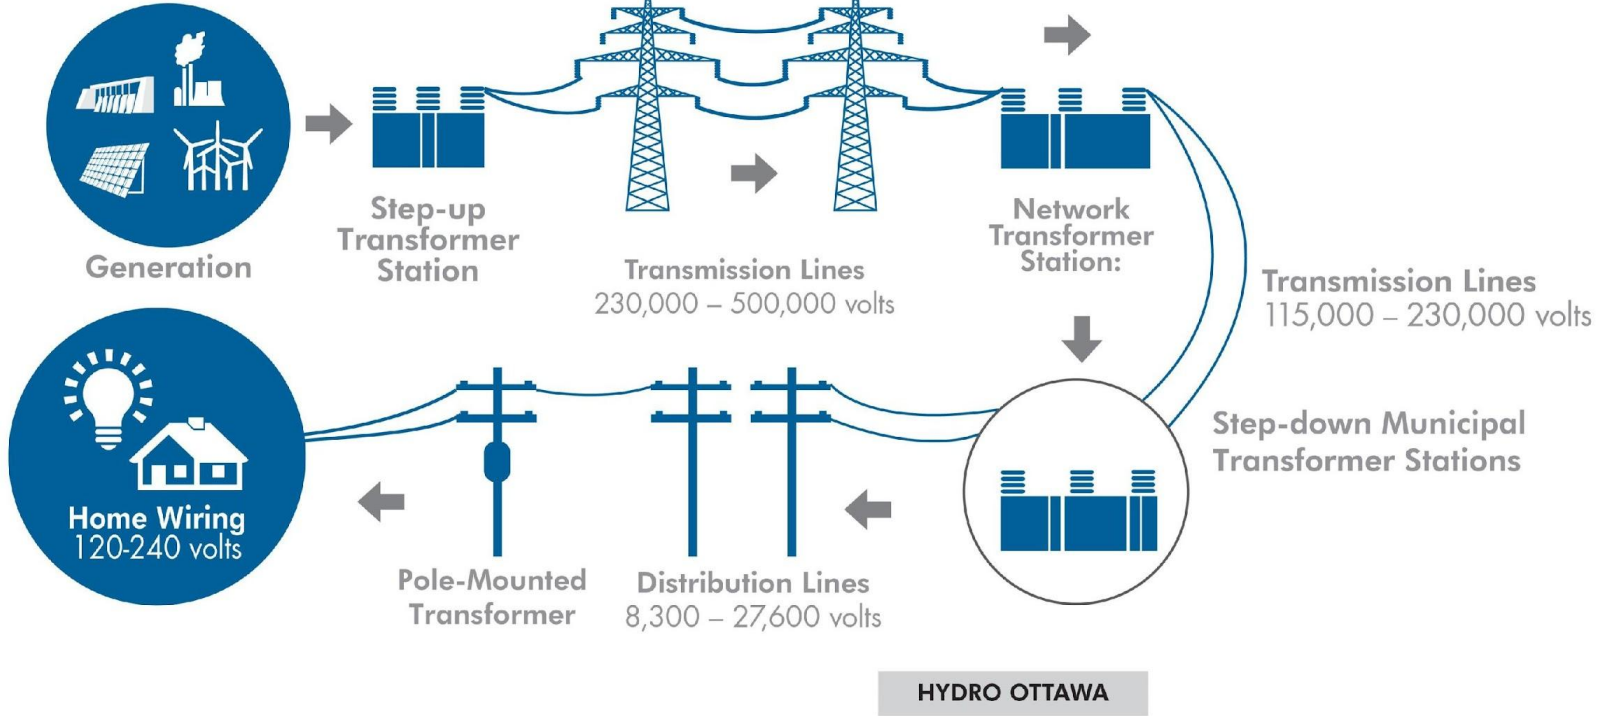 Generation
Step-up
Transformer
Station
Transmission Lines
230,000 – 500,000 volts
Network
Transformer
Station:
Transmission Lines
115,000 – 230,000 volts
Step-down Municipal
Transformer Stations
Distribution Lines
8,300 – 27,600 volts
Pole-Mounted
Transformer
Home Wiring
120-240 volts
HYDRO OTTAWA